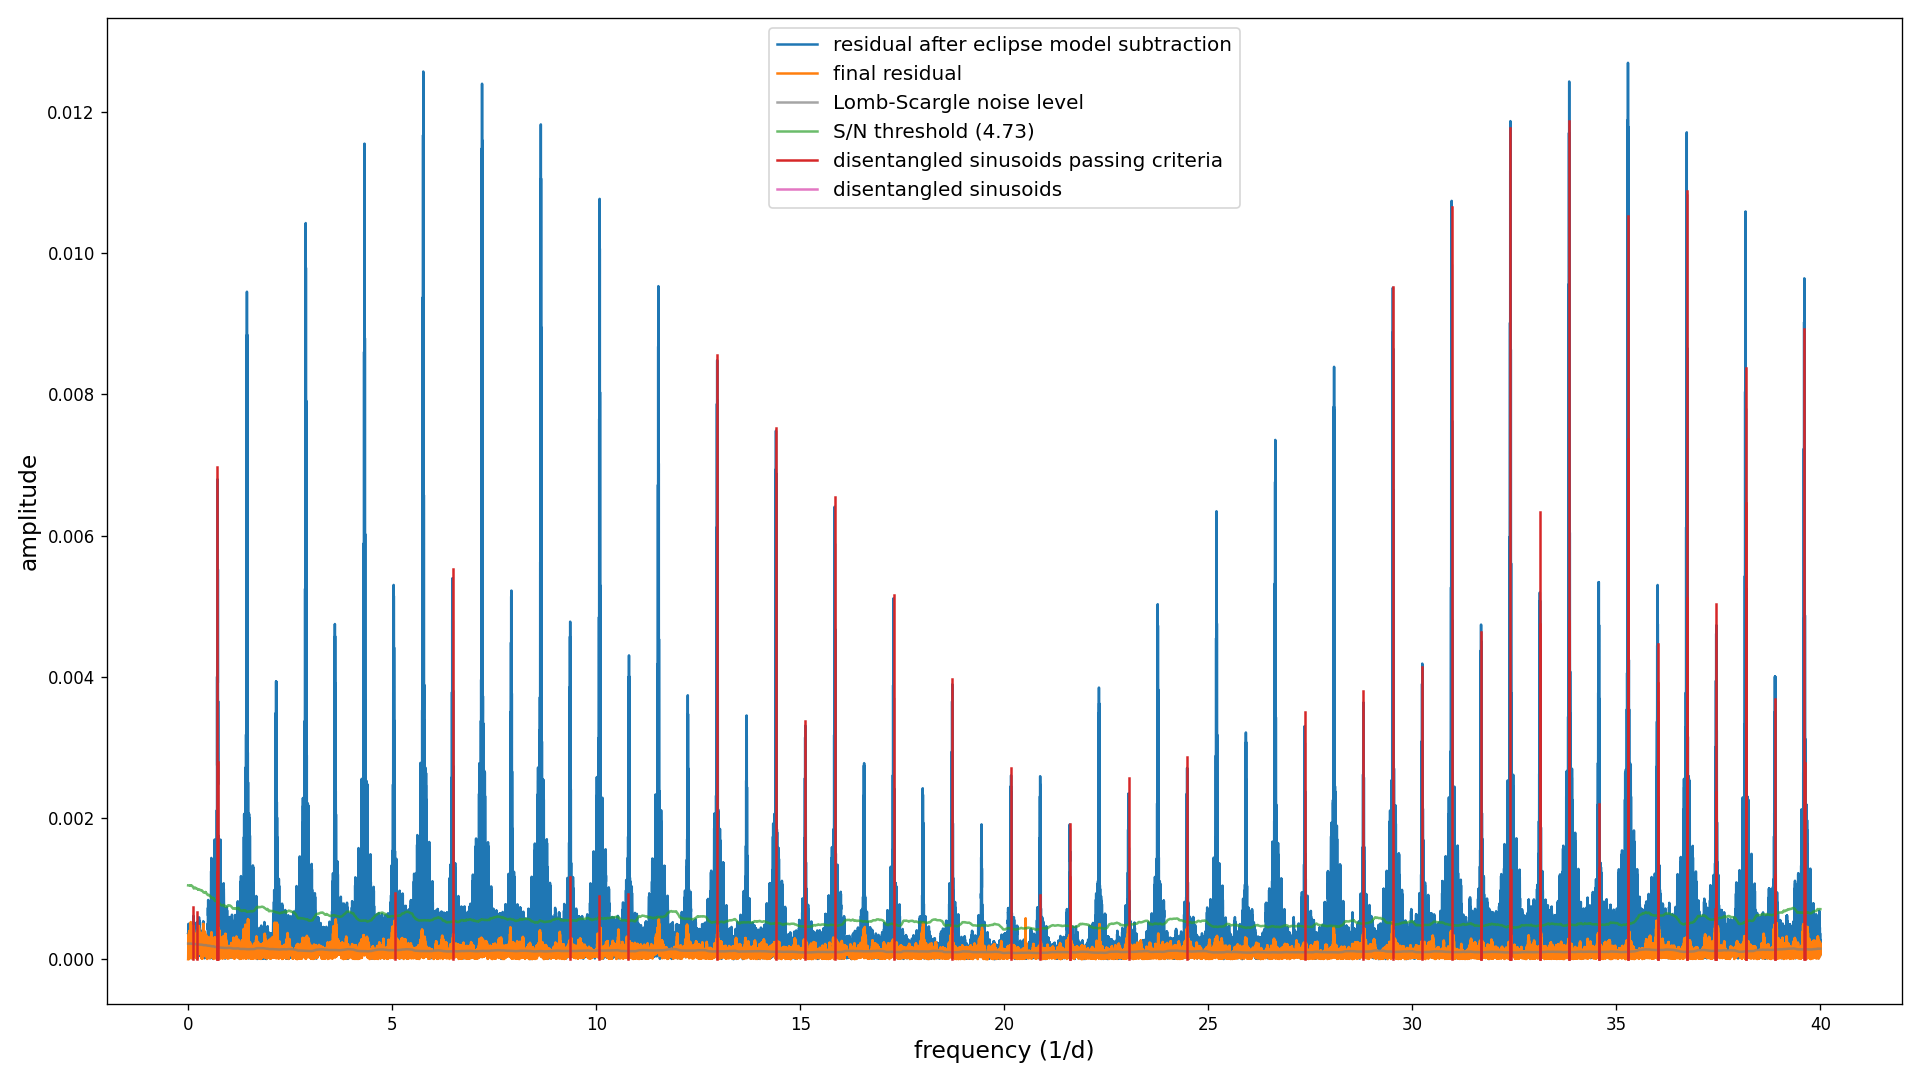 residual after eclipse model subtraction
final residual
Lomb-Scargle noise level
S/N threshold (4.73)
disentangled sinusoids passing criteria
disentangled sinusoids
0.012
0.010
0.008
0.006
0.004
0.002
0.000
amplitude
0 5 10 15 20 25 30 35 40
frequency (1/d)